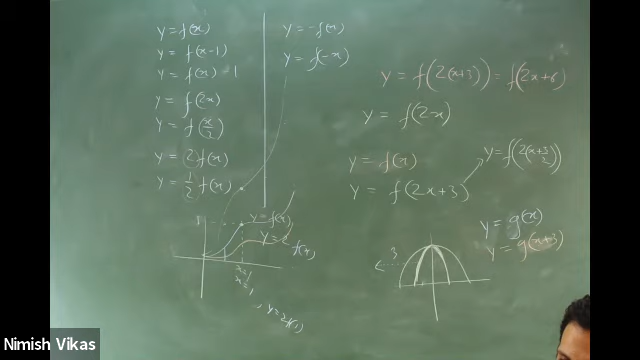 y = f(x)
y = f(x-1)
y = f(x) - 1
y = f(2x)
y = f(x/2)
y = 2f(x)
y = 1/2 f(x)
y = -f(x)
y = f(-x)
y = f(2(x+3)) = f(2x+6)
y = f(2-x)
y = f(x)
y = f(2x+3)
y = f(2(x+3/2))
y = g(x)
y = g(x+3)
y = f(x)
3
y = 2f(x)
Nimish Vikas